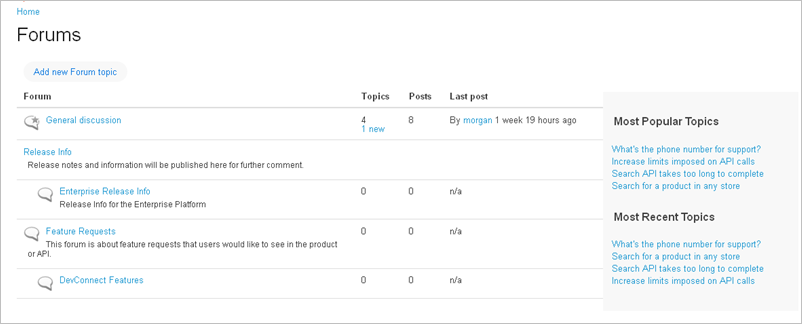 Home
Forums
Add new Forum topic
Forum Topics Posts Last post
General discussion 4 8 By morgan 1 week 19 hours ago
1 new
Release Info
Release notes and information will be published here for further comment.
Enterprise Release Info 0 0 n/a
Release Info for the Enterprise Platform
Feature Requests 0 0 n/a
This forum is about feature requests that users would like to see in the product
or API.
DevConnect Features 0 0 n/a
Most Popular Topics
What's the phone number for support?
Increase limits imposed on API calls
Search API takes too long to complete
Search for a product in any store
Most Recent Topics
What's the phone number for support?
Search for a product in any store
Search API takes too long to complete
Increase limits imposed on API calls